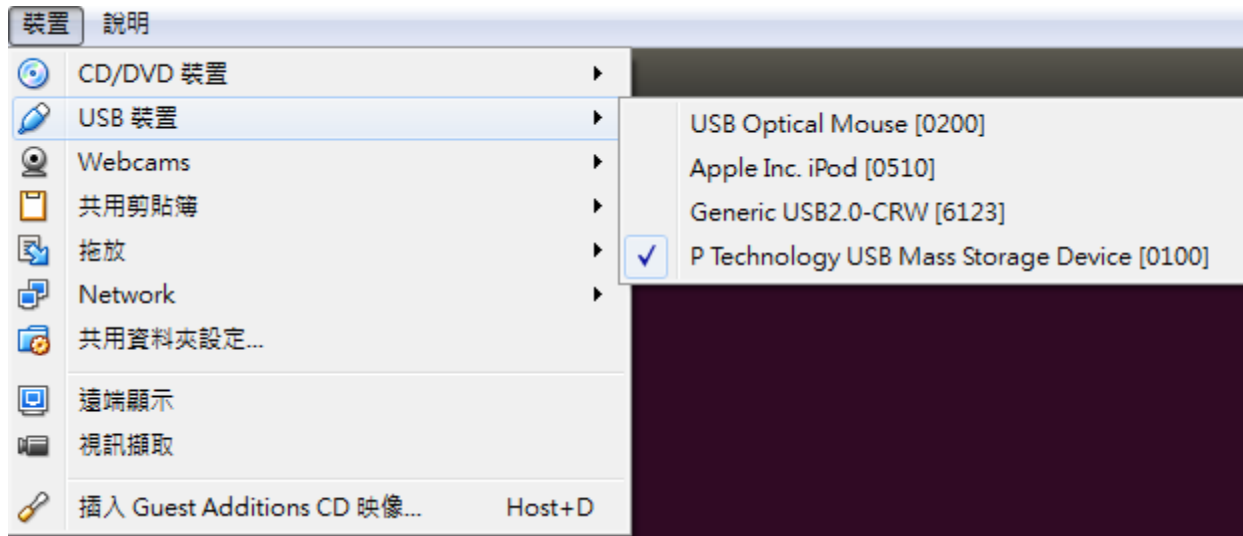 裝置 說明
CD/DVD 裝置
USB 裝置
Webcams
共用剪貼簿
拖放
Network
共用資料夾設定...
遠端顯示
視訊擷取
插入 Guest Additions CD 映像... Host+D
USB Optical Mouse [0200]
Apple Inc. iPod [0510]
Generic USB2.0-CRW [6123]
P Technology USB Mass Storage Device [0100]